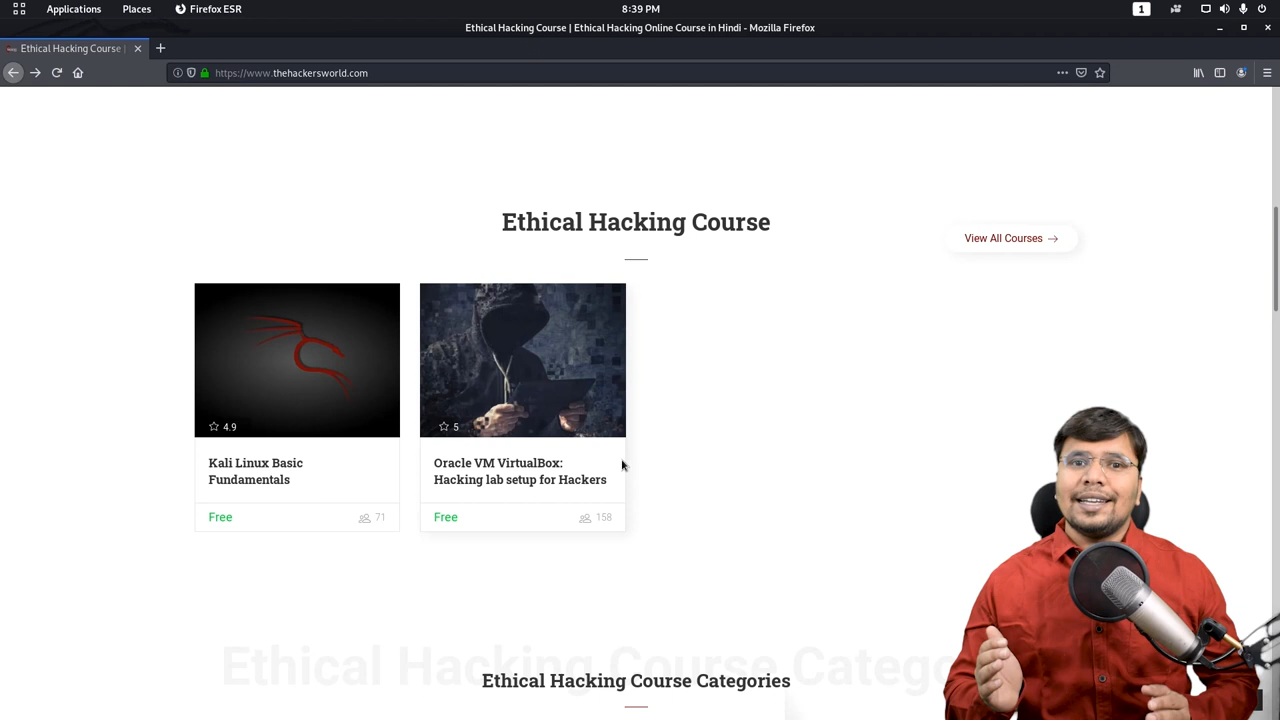 Applications Places Firefox ESR 8:39 PM 1
Ethical Hacking Course | Ethical Hacking Online Course in Hindi - Mozilla Firefox
Ethical Hacking Course |
https://www.thehackersworld.com
Ethical Hacking Course
View All Courses
4.9
5
Kali Linux Basic
Fundamentals
Oracle VM VirtualBox:
Hacking lab setup for Hackers
Free 71
Free 158
Ethical Hacking Course Catego
Ethical Hacking Course Categories